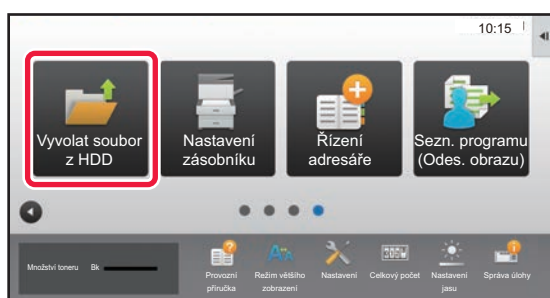 10:15
Vyvolat soubor
z HDD
Nastavení
zásobníku
Řízení
adresáře
Sezn. programu
(Odes. obrazu)
Množství toneru Bk
Provozní
příručka
Režim většího
zobrazení
Nastavení
Celkový počet
Nastavení
jasu
Správa úlohy